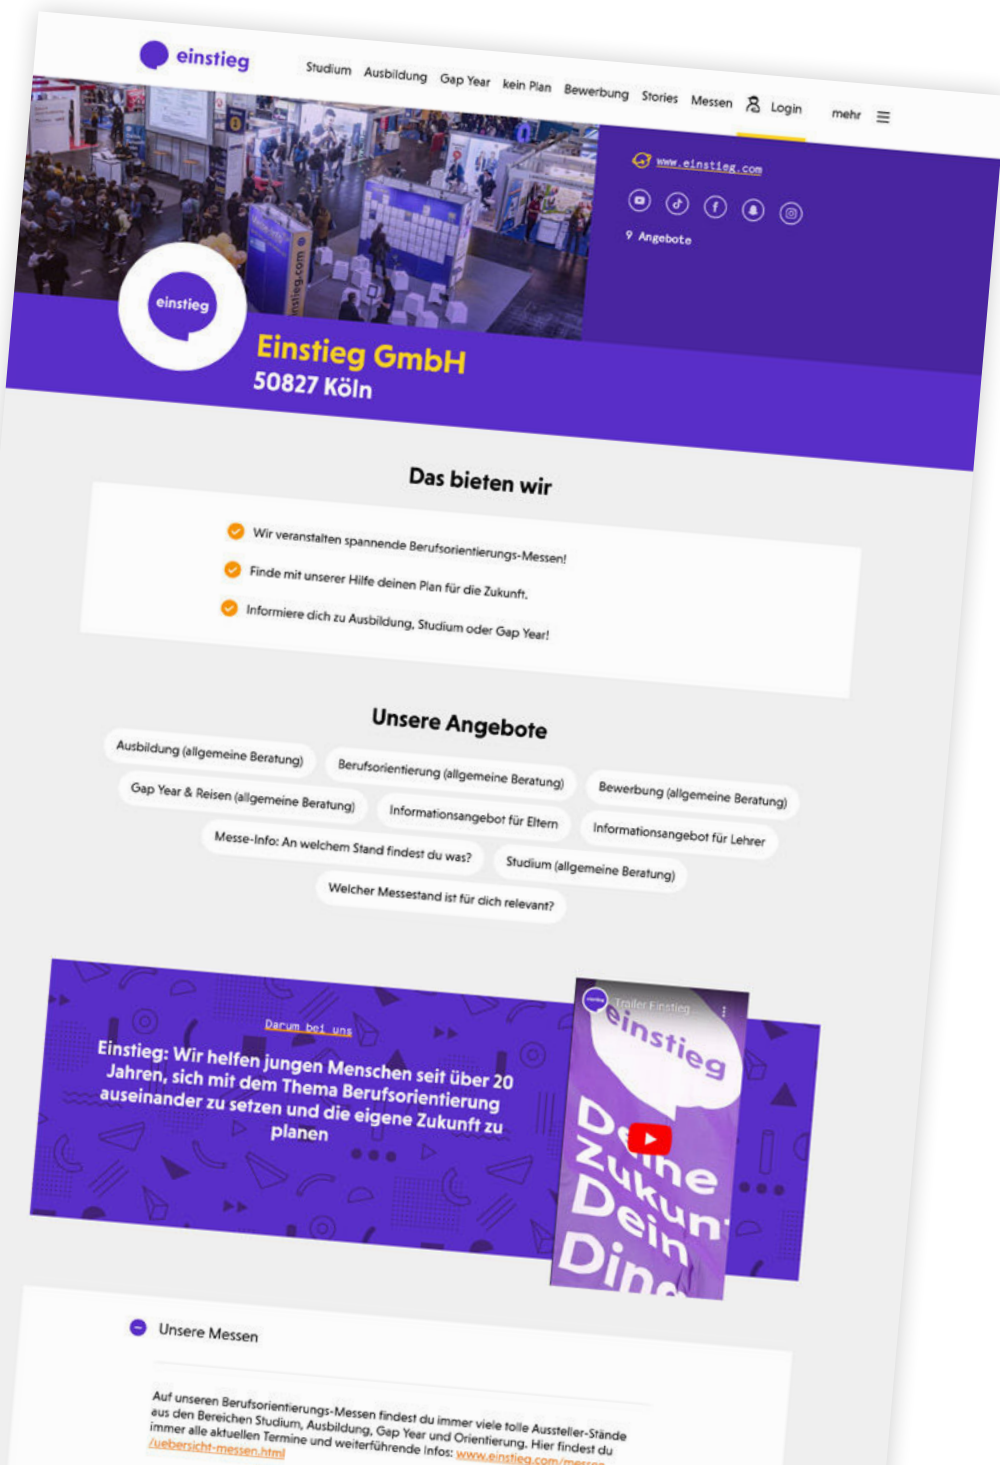 einstieg
Studium Ausbildung Gap Year kein Plan Bewerbung Stories Messen Login mehr
www.einstieg.com
9 Angebote
einstieg
Einstieg GmbH
50827 Köln
Das bieten wir
Wir veranstalten spannende Berufsorientierungs-Messen!
Finde mit unserer Hilfe deinen Plan für die Zukunft.
Informiere dich zu Ausbildung, Studium oder Gap Year!
Unsere Angebote
Ausbildung (allgemeine Beratung) Berufsorientierung (allgemeine Beratung) Bewerbung (allgemeine Beratung)
Gap Year & Reisen (allgemeine Beratung) Informationsangebot für Eltern Informationsangebot für Lehrer
Messe-Info: An welchem Stand findest du was? Studium (allgemeine Beratung)
Welcher Messestand ist für dich relevant?
Darum bei uns
Einstieg: Wir helfen jungen Menschen seit über 20
Jahren, sich mit dem Thema Berufsorientierung
auseinander zu setzen und die eigene Zukunft zu
planen
Trailer Einstieg
einstieg
Zukun
Dein
Unsere Messen
Auf unseren Berufsorientierungs-Messen findest du immer viele tolle Aussteller-Stände
aus den Bereichen Studium, Ausbildung, Gap Year und Orientierung. Hier findest du
immer alle aktuellen Termine und weiterführende Infos: www.einstieg.com/messen
/uebersicht-messen.html